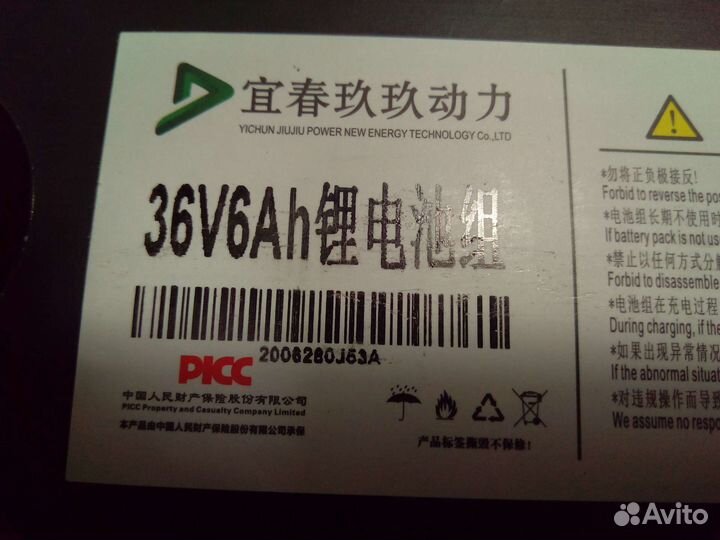 宜春玖玖动力
YICHUN JIUJIU POWER NEW ENERGY TECHNOLOGY Co.,LTD
36V6Ah锂电池组
2006280J53A
PICC
中国人民财产保险股份有限公司
PICC Property and Casualty Company Limited
本产品由中国人民财产保险股份有限公司承保
产品标签撕毁不保修!
*勿将正负极接反!
Forbid to reverse the pos
*电池组长期不使用时
If battery pack is not us
*禁止以任何方式分解
Forbid to disassemble
*电池组在充电过程
During charging, if the
*如果出现异常情况
If the abnormal situat
*对违规操作而导致
We assume no respo
Avito